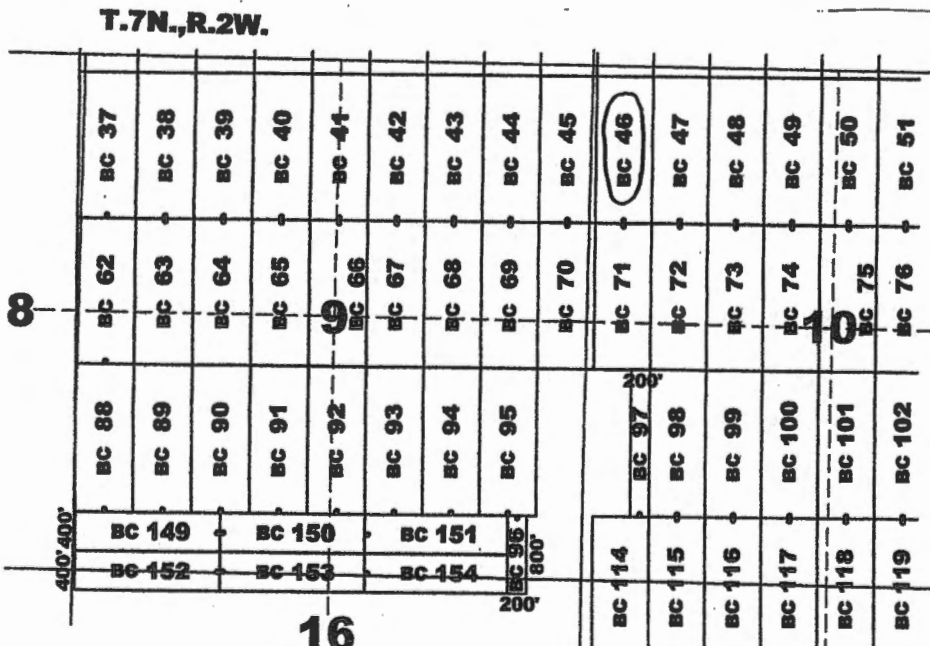 T.7N.,R.2W.
BC 37
BC 38
BC 39
BC 40
BC 41
BC 42
BC 43
BC 44
BC 45
BC 46
BC 47
BC 48
BC 49
BC 50
BC 51
BC 62
BC 63
BC 64
BC 65
BC 66
BC 67
BC 68
BC 69
BC 70
BC 71
BC 72
BC 73
BC 74
BC 75
BC 76
8
9
10
200'
BC 88
BC 89
BC 90
BC 91
BC 92
BC 93
BC 94
BC 95
BC 97
BC 98
BC 99
BC 100
BC 101
BC 102
400'
BC 149
BC 150
BC 151
BC 96
800'
400'
BC 152
BC 153
BC 154
200'
BC 114
BC 115
BC 116
BC 117
BC 118
BC 119
16